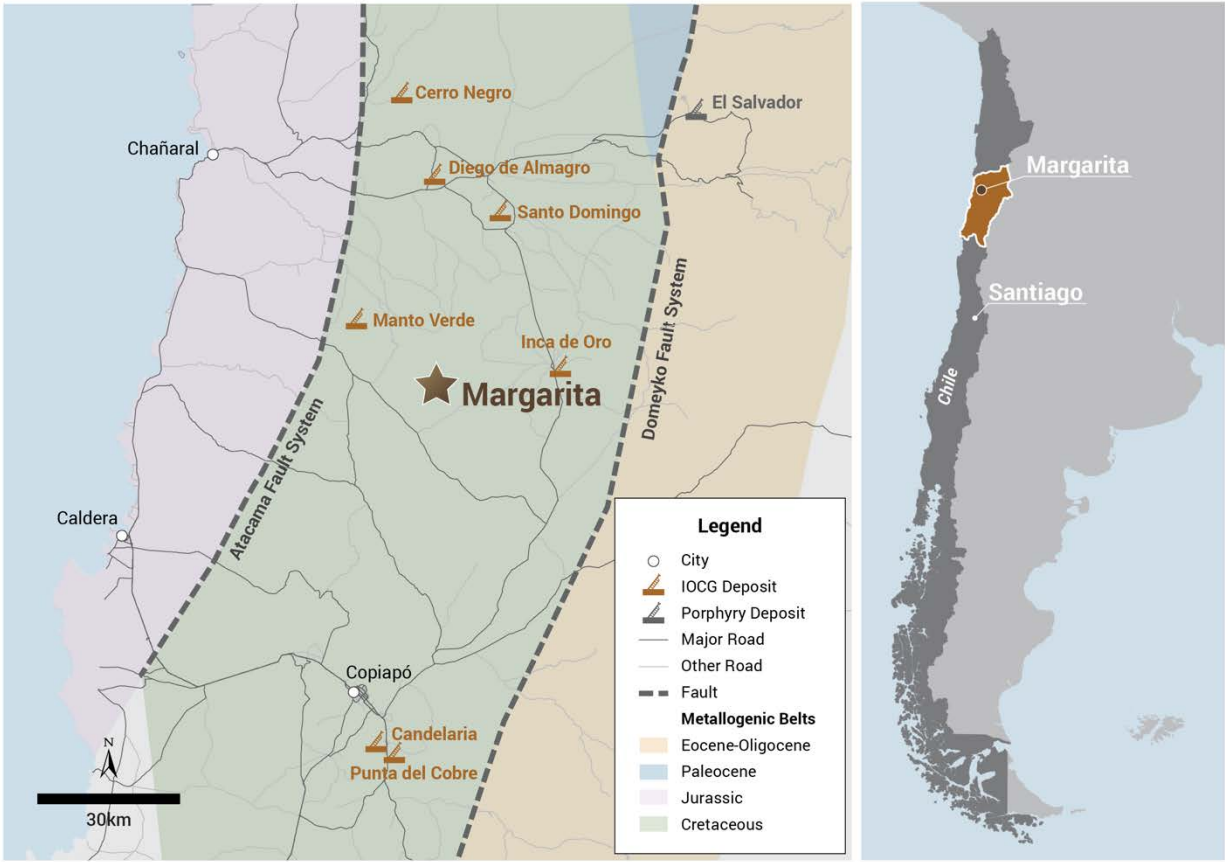 Cerro Negro
El Salvador
Chañaral
Diego de Almagro
Santo Domingo
Manto Verde
Inca de Oro
Margarita
Atacama Fault System
Domeyko Fault System
Caldera
Copiapó
Candelaria
Punta del Cobre
N
30km
Legend
City
IOCG Deposit
Porphyry Deposit
Major Road
Other Road
Fault
Metallogenic Belts
Eocene-Oligocene
Paleocene
Jurassic
Cretaceous
Margarita
Santiago
Chile